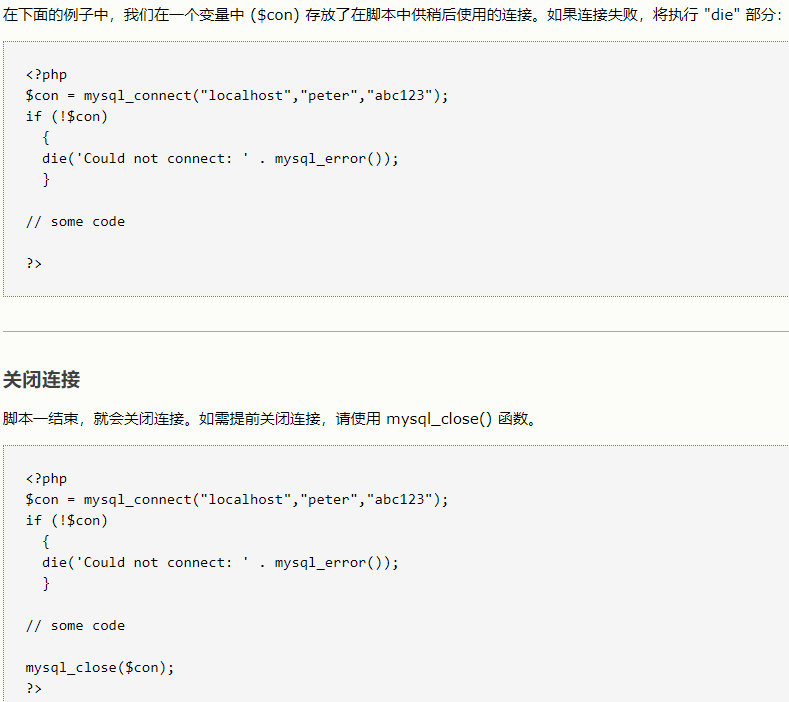 在下面的例子中，我们在一个变量中 ($con) 存放了在脚本中供稍后使用的连接。如果连接失败，将执行 "die" 部分：
<?php
$con = mysql_connect("localhost","peter","abc123");
if (!$con)
  {
  die('Could not connect: ' . mysql_error());
  }
// some code
?>
关闭连接
脚本一结束，就会关闭连接。如需提前关闭连接，请使用 mysql_close() 函数。
<?php
$con = mysql_connect("localhost","peter","abc123");
if (!$con)
  {
  die('Could not connect: ' . mysql_error());
  }
// some code
mysql_close($con);
?>